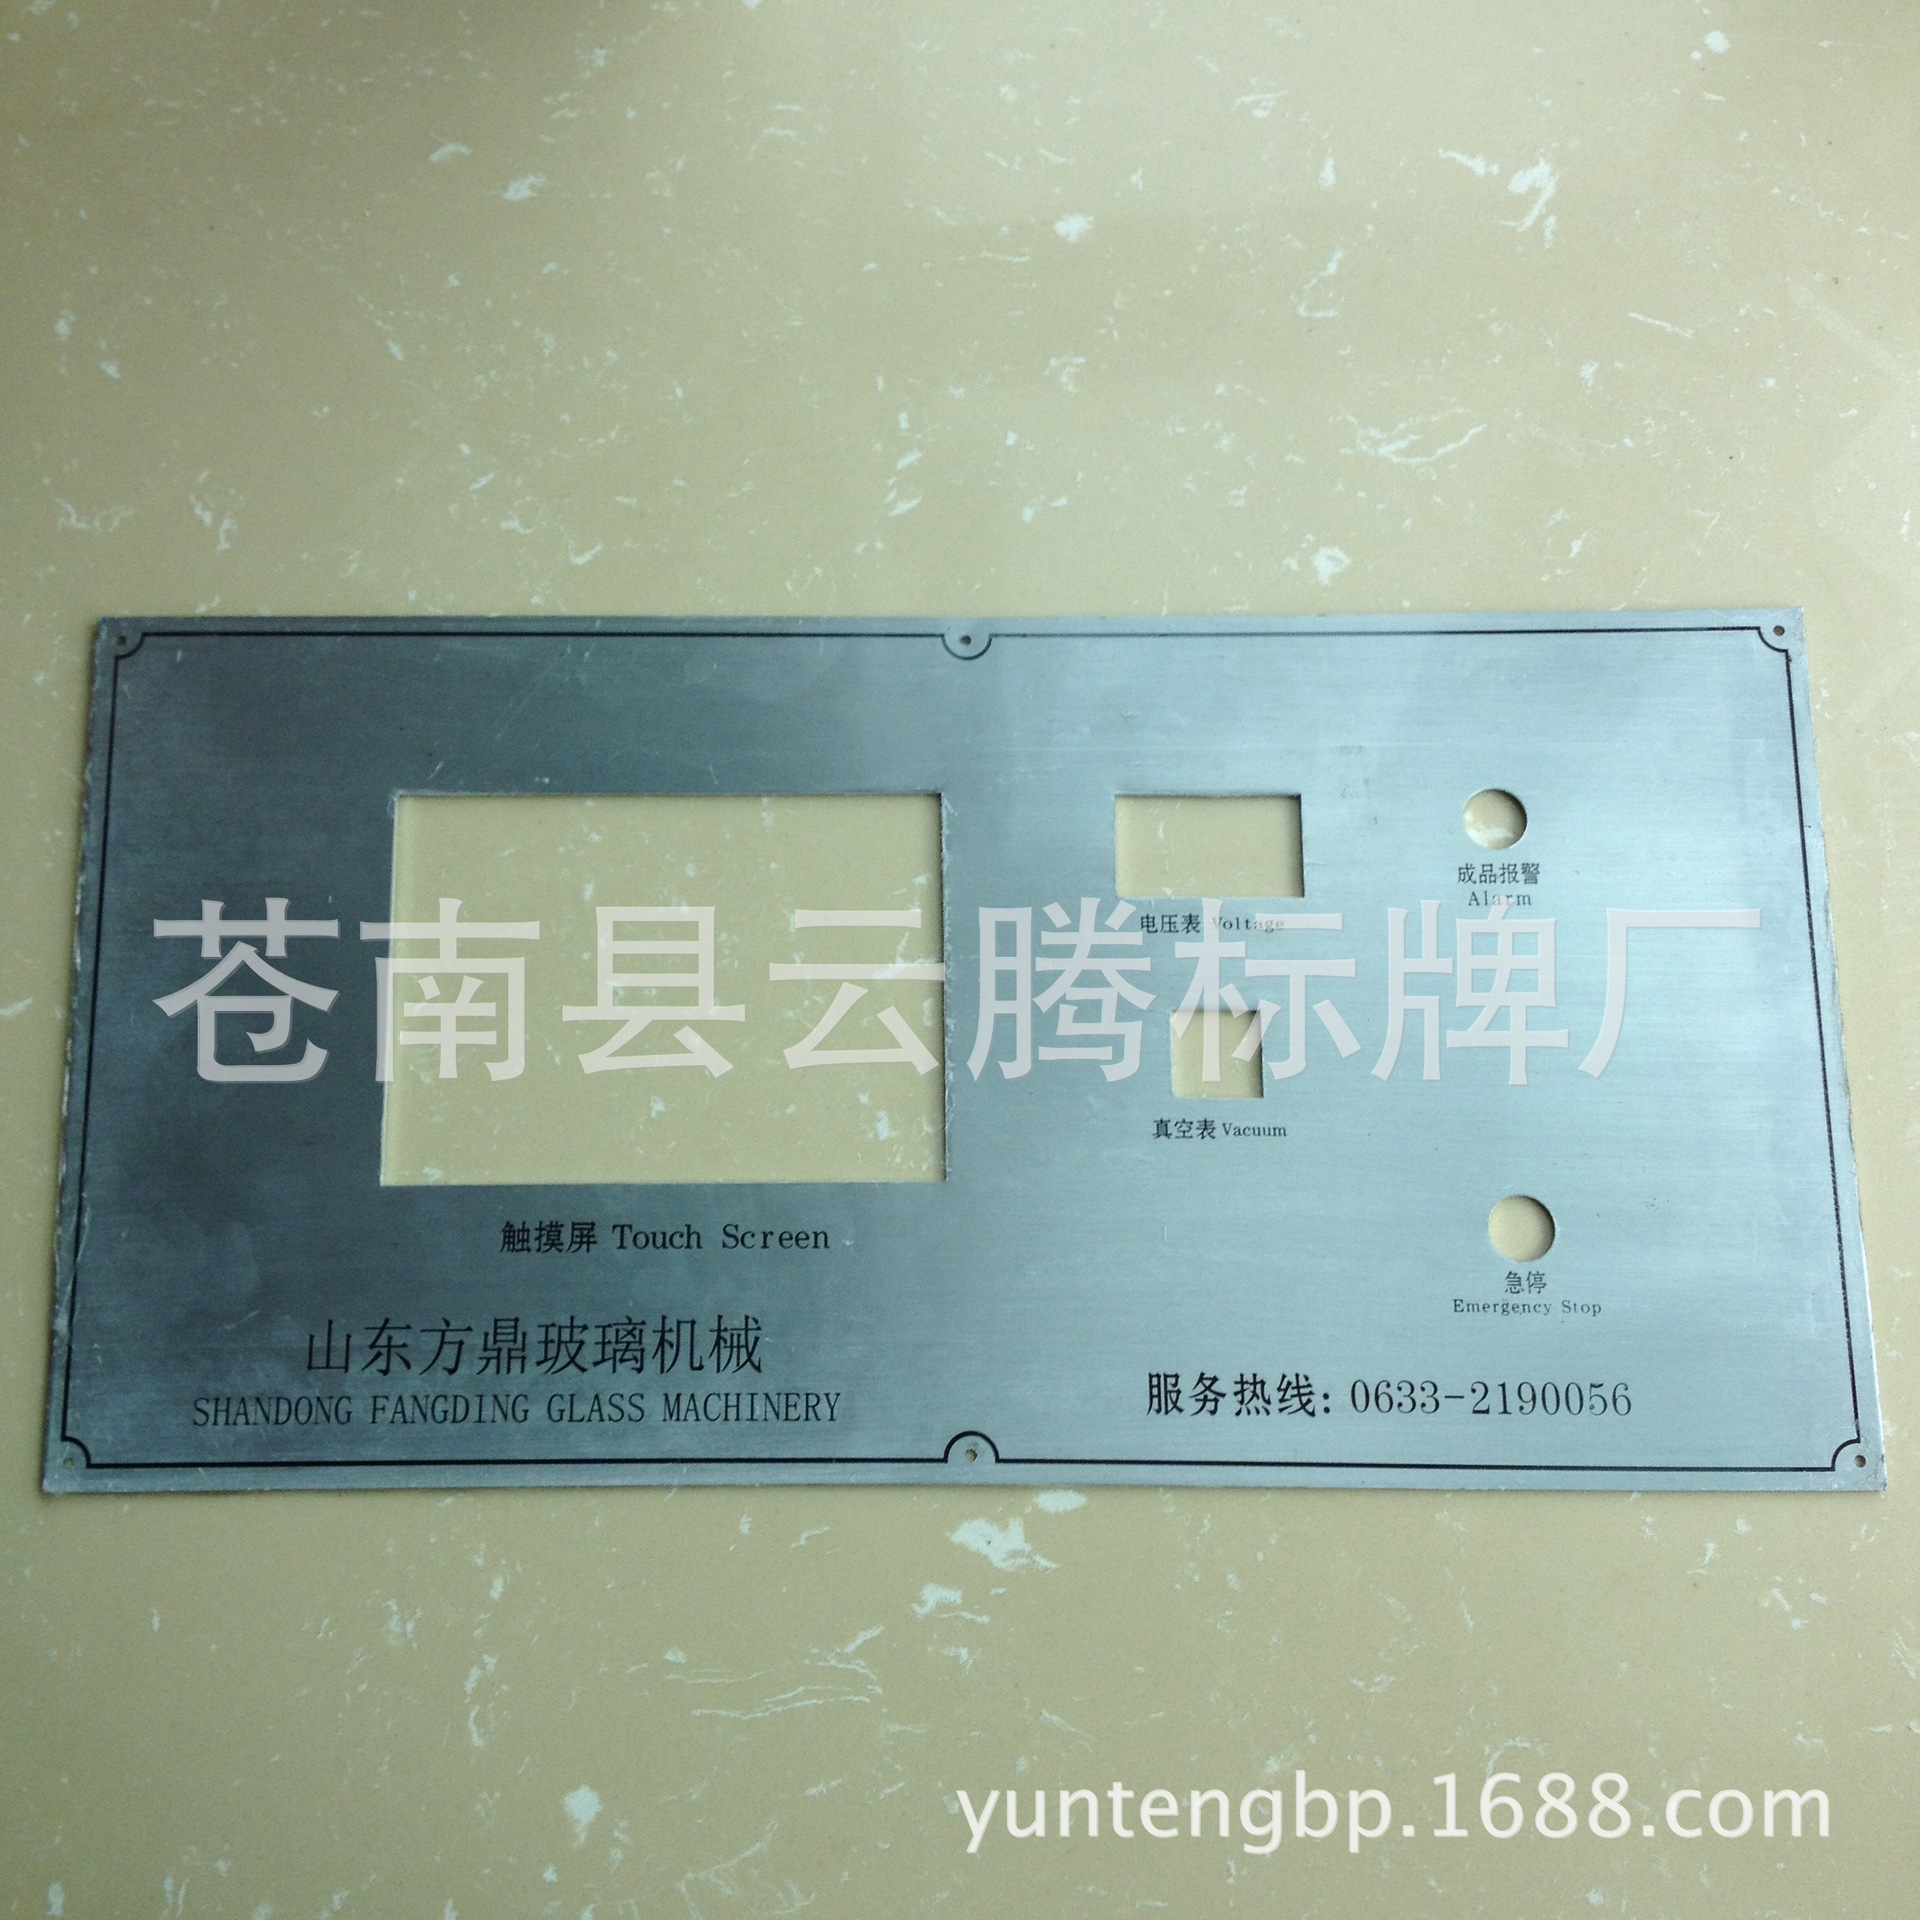 成品报警
Alarm
电压表 Voltage
苍南县云腾标牌厂
真空表 Vacuum
触摸屏 Touch Screen
急停
Emergency Stop
山东方鼎玻璃机械
SHANDONG FANGDING GLASS MACHINERY
服务热线: 0633-2190056
yuntengbp.1688.com